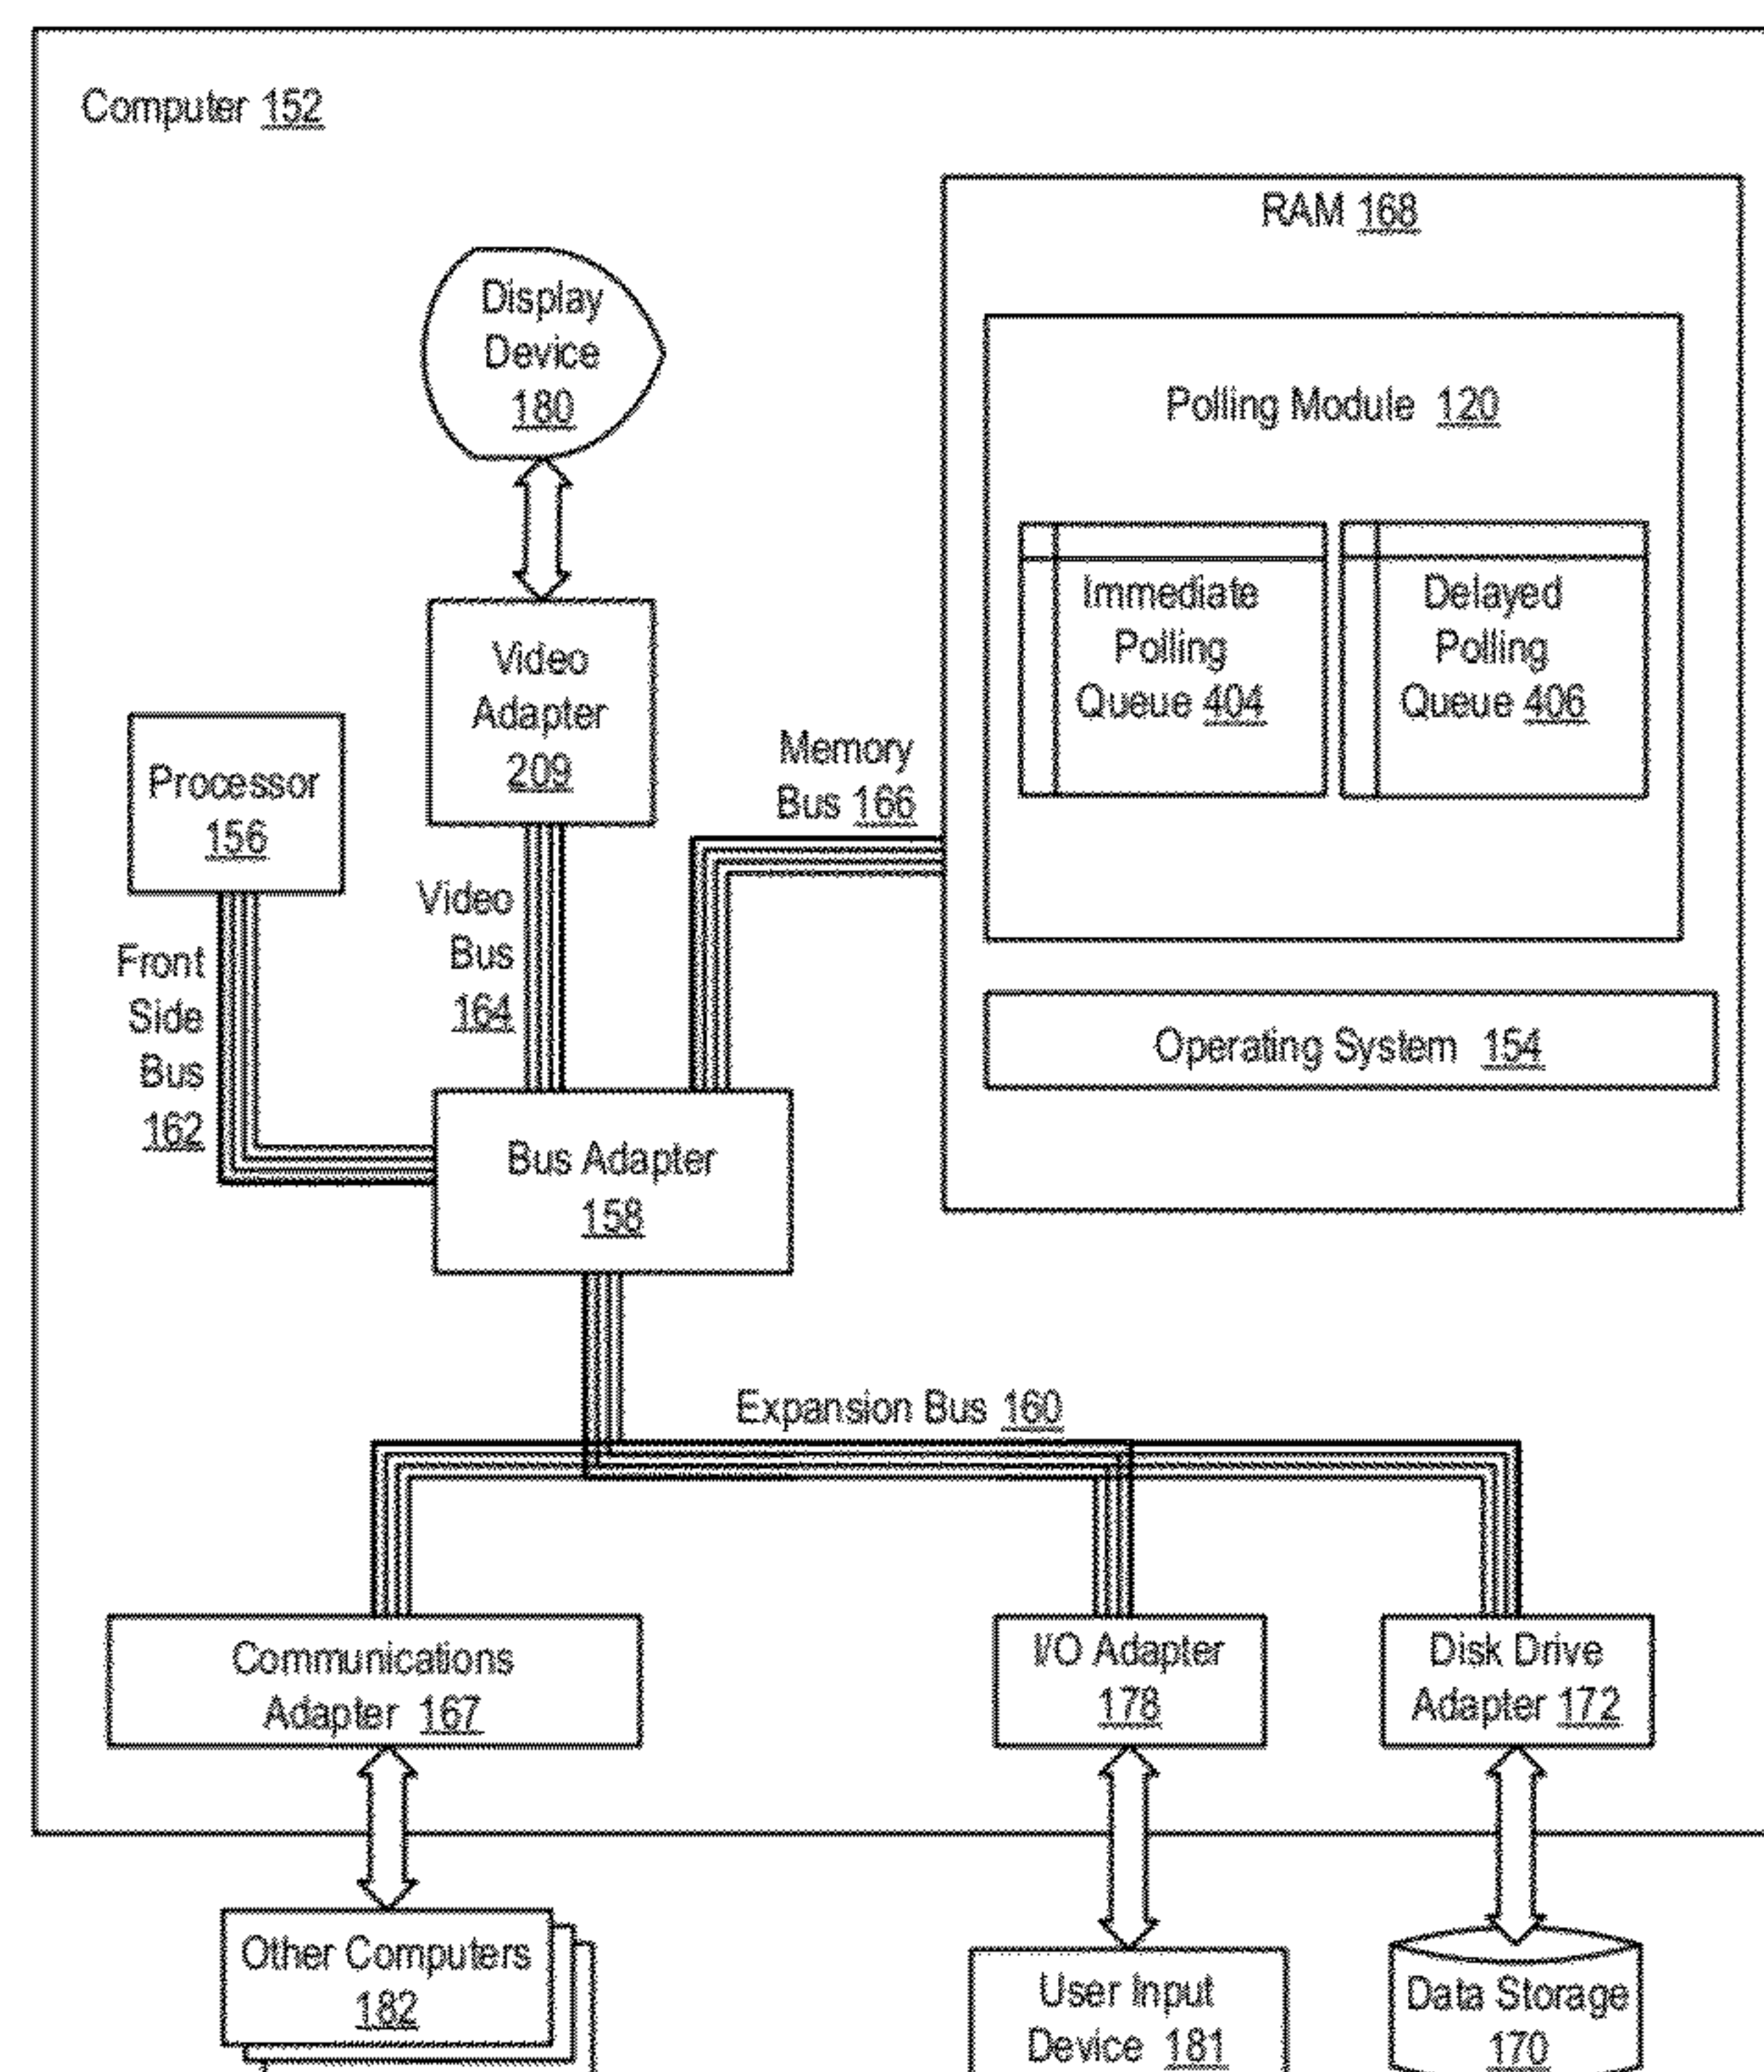 Computer 152
RAM 168
Display
Device
180
Polling Module 120
Immediate
Polling
Queue 404
Delayed
Polling
Queue 406
Video
Adapter
209
Processor
156
Memory
Bus 166
Video
Bus
164
Front
Side
Bus
162
Operating System 154
Bus Adapter
158
Expansion Bus 160
Communications
Adapter 167
I/O Adapter
178
Disk Drive
Adapter 172
Other Computers
182
User Input
Device 181
Data Storage
170